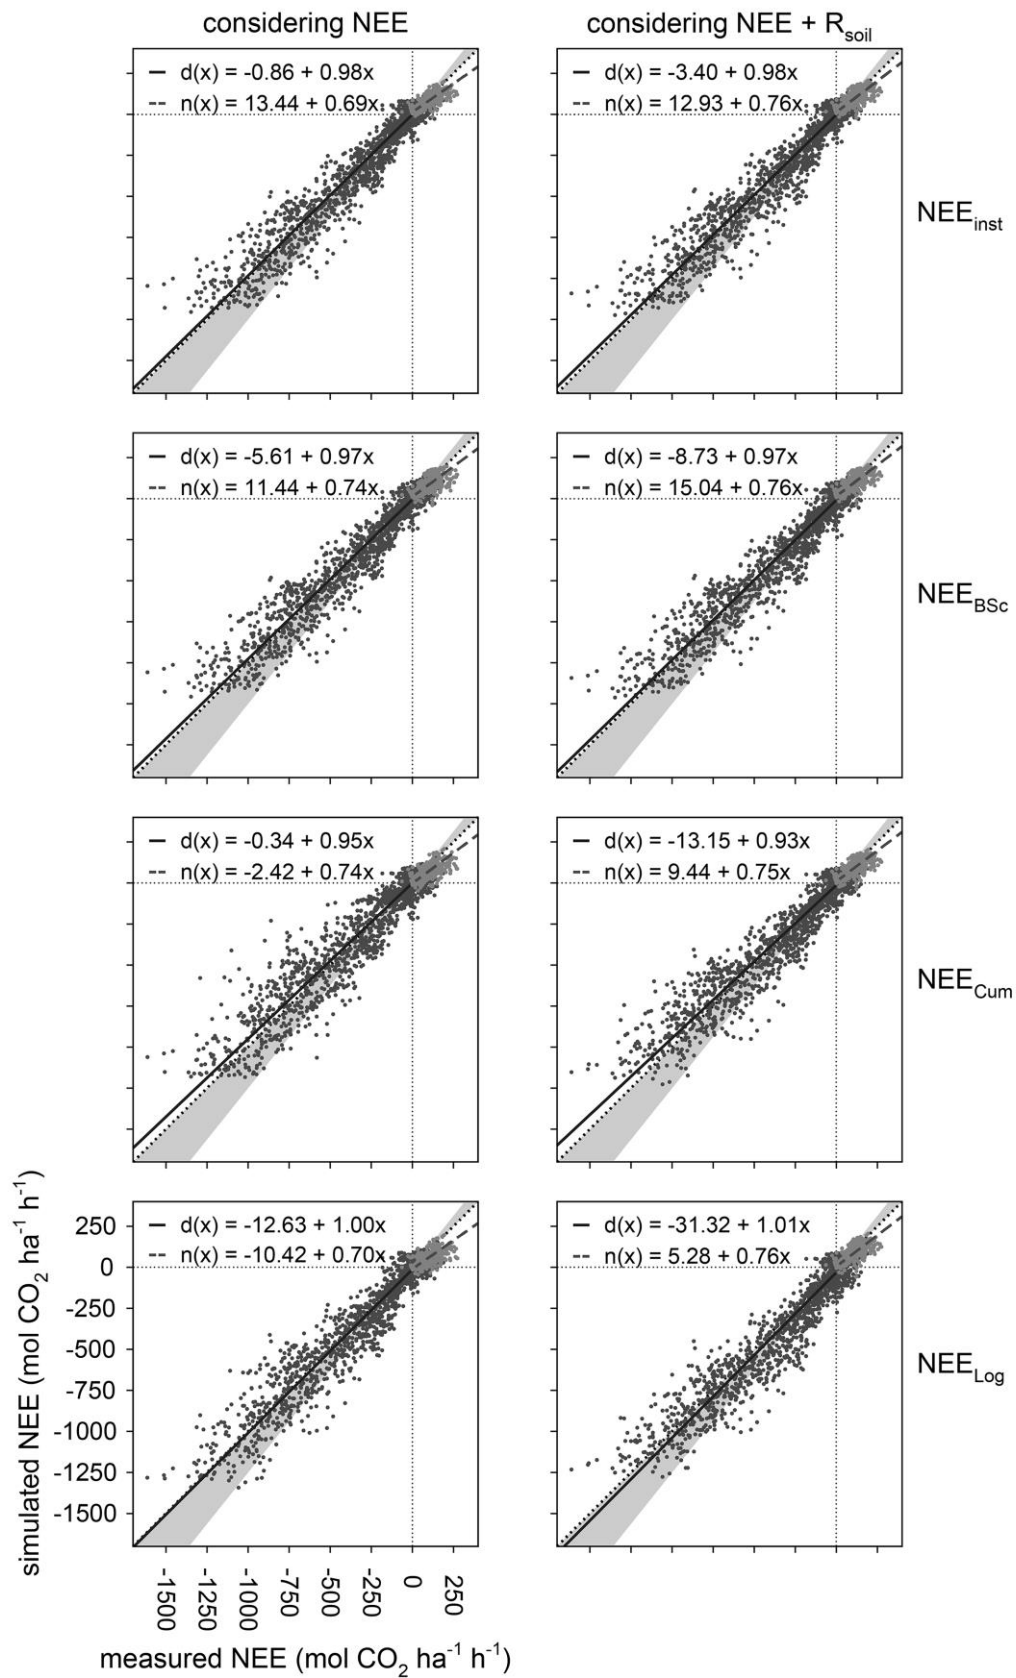 considering NEE
considering NEE + Rsoil
d(x) = -0.86 + 0.98x
n(x) = 13.44 + 0.69x
d(x) = -3.40 + 0.98x
n(x) = 12.93 + 0.76x
NEEinst
d(x) = -5.61 + 0.97x
n(x) = 11.44 + 0.74x
d(x) = -8.73 + 0.97x
n(x) = 15.04 + 0.76x
NEEBSc
d(x) = -0.34 + 0.95x
n(x) = -2.42 + 0.74x
d(x) = -13.15 + 0.93x
n(x) = 9.44 + 0.75x
NEECum
d(x) = -12.63 + 1.00x
n(x) = -10.42 + 0.70x
d(x) = -31.32 + 1.01x
n(x) = 5.28 + 0.76x
NEELog
simulated NEE (mol CO2 ha-1 h-1)
250
0
-250
-500
-750
-1000
-1250
-1500
-1500
-1250
-1000
-750
-500
-250
0
250
measured NEE (mol CO2 ha-1 h-1)